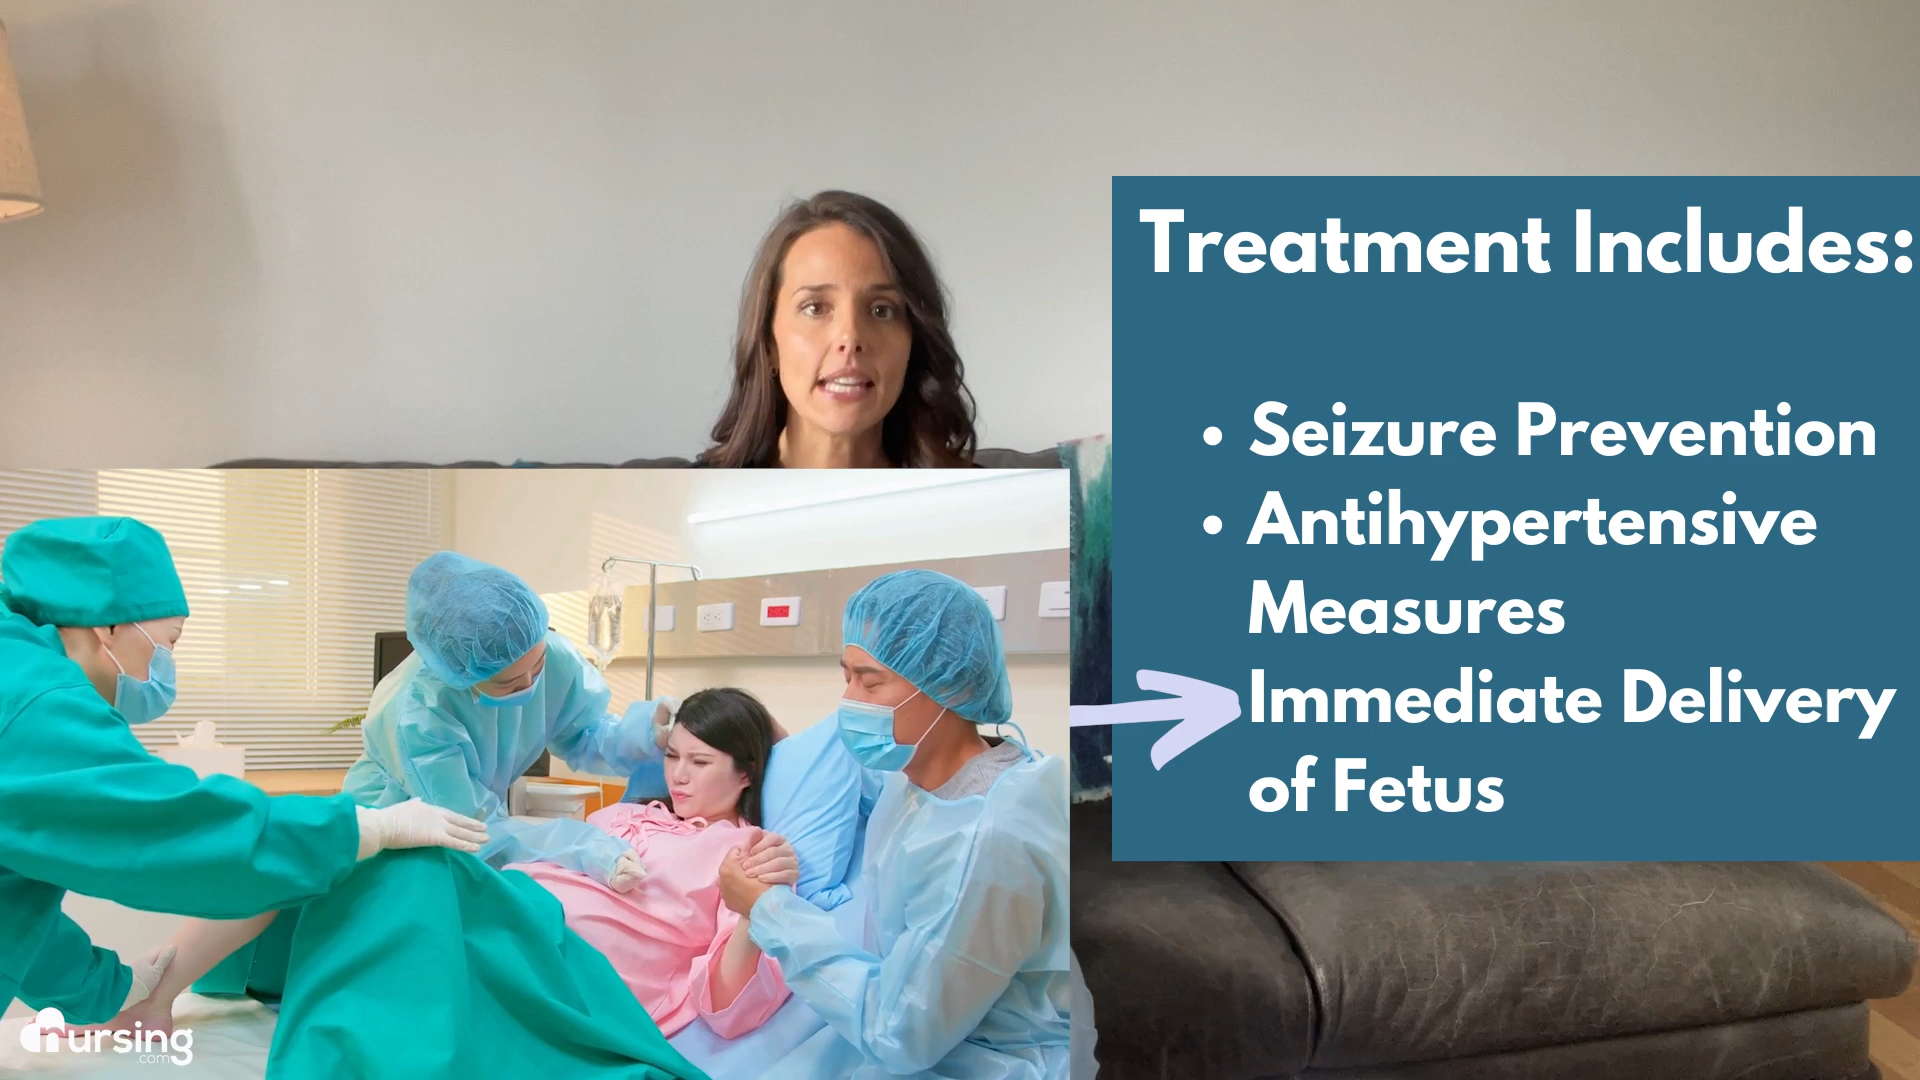 Treatment Includes:
• Seizure Prevention
• Antihypertensive
Measures
Immediate Delivery
of Fetus
nursing
.com